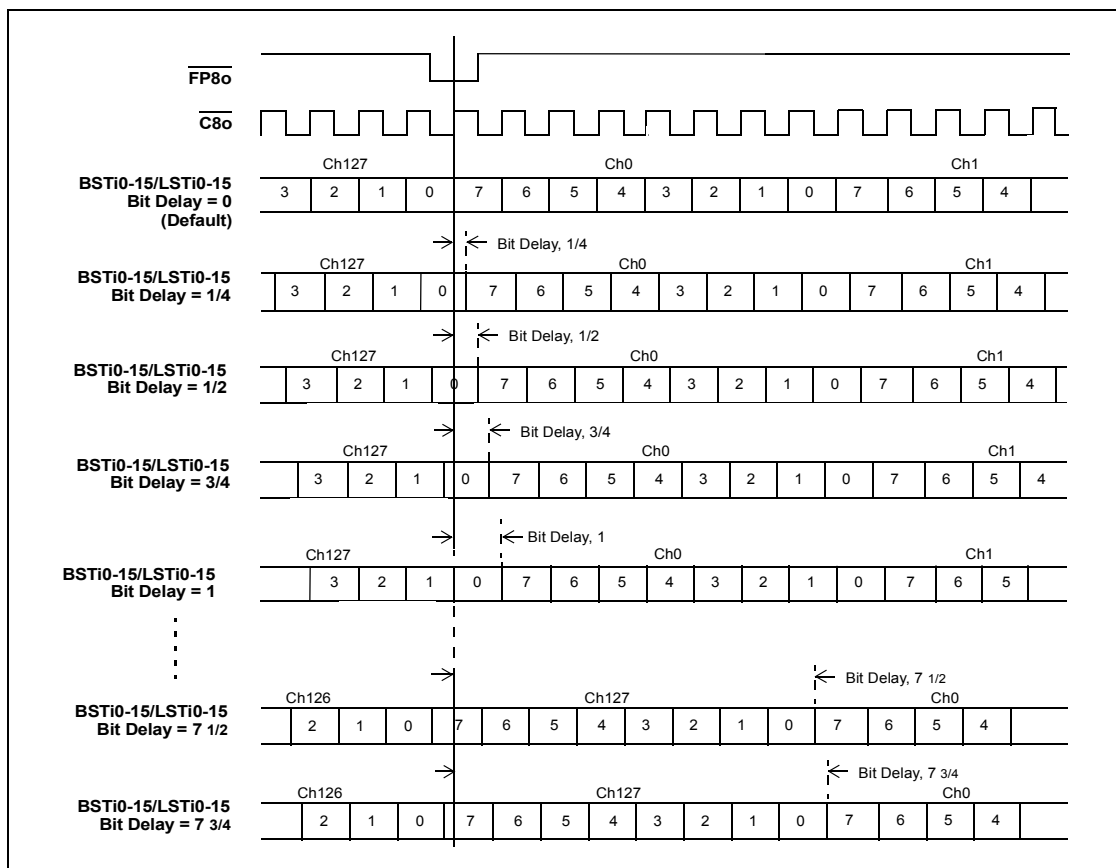 FP8o
C8o
Ch127 Ch0 Ch1
BSTi0-15/LSTi0-15
Bit Delay = 0
(Default)
3 2 1 0 7 6 5 4 3 2 1 0 7 6 5 4
Bit Delay, 1/4
Ch127 Ch0 Ch1
BSTi0-15/LSTi0-15
Bit Delay = 1/4
3 2 1 0 7 6 5 4 3 2 1 0 7 6 5 4
Bit Delay, 1/2
Ch127 Ch0 Ch1
BSTi0-15/LSTi0-15
Bit Delay = 1/2
3 2 1 0 7 6 5 4 3 2 1 0 7 6 5 4
Bit Delay, 3/4
Ch127 Ch0 Ch1
BSTi0-15/LSTi0-15
Bit Delay = 3/4
3 2 1 0 7 6 5 4 3 2 1 0 7 6 5 4
Bit Delay, 1
Ch127 Ch0 Ch1
BSTi0-15/LSTi0-15
Bit Delay = 1
3 2 1 0 7 6 5 4 3 2 1 0 7 6 5
Bit Delay, 7 1/2
Ch126 Ch127 Ch0
BSTi0-15/LSTi0-15
Bit Delay = 7 1/2
2 1 0 7 6 5 4 3 2 1 0 7 6 5 4
Bit Delay, 7 3/4
Ch126 Ch127 Ch0
BSTi0-15/LSTi0-15
Bit Delay = 7 3/4
2 1 0 7 6 5 4 3 2 1 0 7 6 5 4